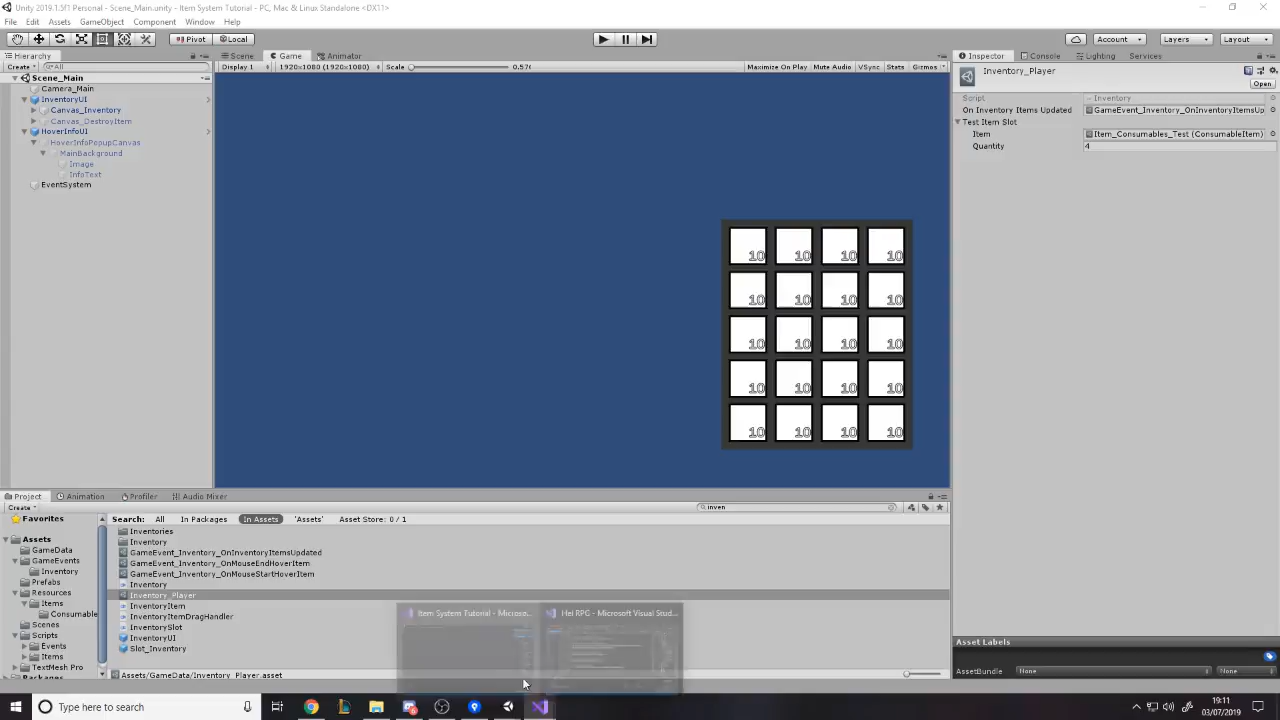 Unity 2019.1.5f1 Personal - Scene_Main.unity - Item System Tutorial - PC, Mac & Linux Standalone <DX11>
File Edit Assets GameObject Component Window Help
Pivot Local Account Layers Layout
Hierarchy Scene Game Animator Inspector Console Lighting Services
Create All Display 1 1920x1080 (1920x1080) Scale 0.57 Maximize On Play Mute Audio VSync Stats Gizmos
Inventory_Player
Open
Scene_Main
Camera_Main
InventoryUI
Canvas_Inventory
Canvas_DestroyItem
HoverInfoUI
HoverInfoPopupCanvas
MainBackground
Image
InfoText
EventSystem
Script Inventory
On Inventory Items Updated GameEvent_Inventory_OnInventoryItemsUp
Test Item Slot
Item Item_Consumables_Test (ConsumableItem)
Quantity 4
10 10 10 10
10 10 10 10
10 10 10 10
10 10 10 10
10 10 10 10
Project Animation Profiler Audio Mixer
Create inven
Favorites
Assets
GameData
GameEvents
Inventory
Prefabs
Resources
Items
Consumable
Scenes
Scripts
Events
Items
TextMesh Pro
Packages
Search: All In Packages In Assets 'Assets' Asset Store: 0 / 1
Inventories
Inventory
GameEvent_Inventory_OnInventoryItemsUpdated
GameEvent_Inventory_OnMouseEndHoverItem
GameEvent_Inventory_OnMouseStartHoverItem
Inventory
Inventory_Player
InventoryItem
InventoryItemDragHandler
InventorySlot
InventoryUI
Slot_Inventory
Assets/GameData/Inventory_Player.asset
Item System Tutorial - Microso... Hel RPG - Microsoft Visual Stud...
Asset Labels
AssetBundle None None
Type here to search
19:11
03/07/2019